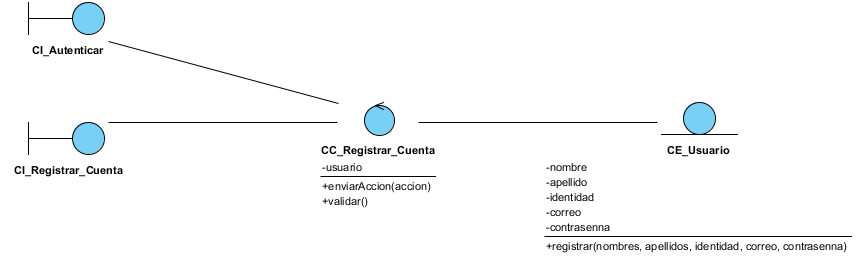 CI_Autenticar
CI_Registrar_Cuenta
CC_Registrar_Cuenta
-usuario
+enviarAccion(accion)
+validar()
CE_Usuario
-nombre
-apellido
-identidad
-correo
-contrasenna
+registrar(nombres, apellidos, identidad, correo, contrasenna)